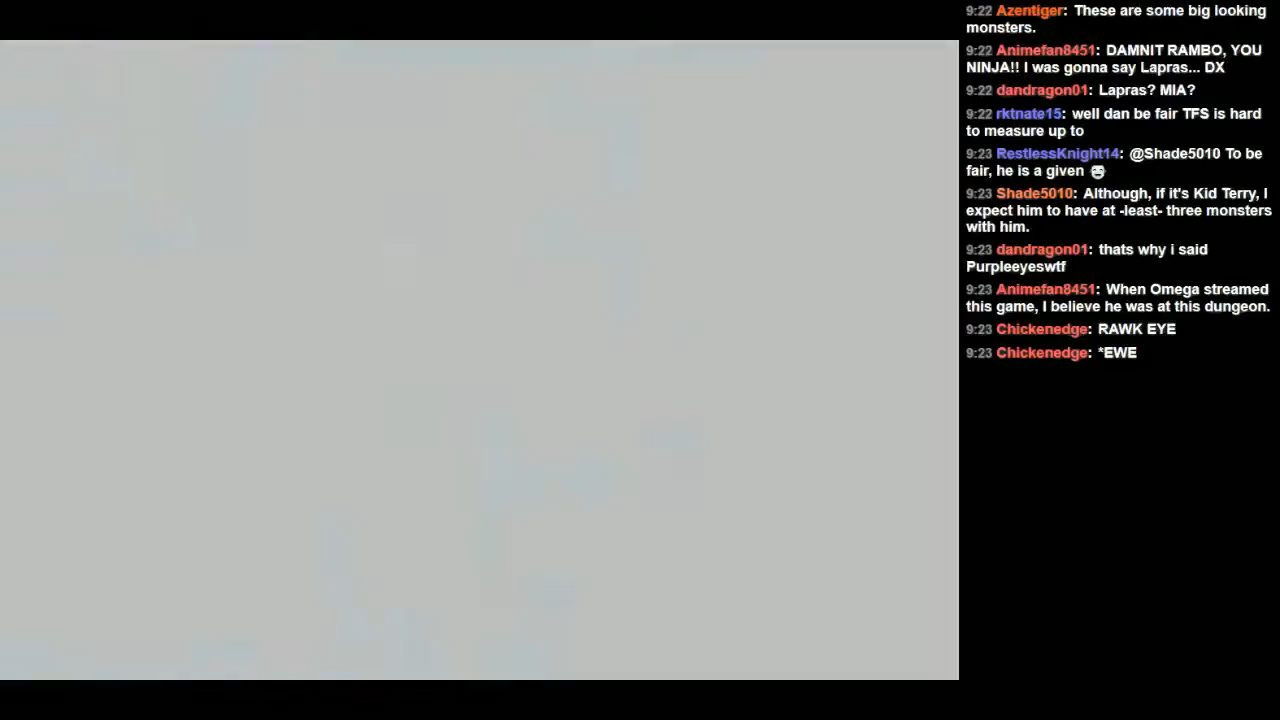 9:22 Azentiger: These are some big looking
monsters.
9:22 Animefan8451: DAMNIT RAMBO, YOU
NINJA!! I was gonna say Lapras... DX
9:22 dandragon01: Lapras? MIA?
9:22 rktnate15: well dan be fair TFS is hard
to measure up to
9:23 RestlessKnight14: @Shade5010 To be
fair, he is a given
9:23 Shade5010: Although, if it's Kid Terry, I
expect him to have at -least- three monsters
with him.
9:23 dandragon01: thats why i said
Purpleeyeswtf
9:23 Animefan8451: When Omega streamed
this game, I believe he was at this dungeon.
9:23 Chickenedge: RAWK EYE
9:23 Chickenedge: *EWE